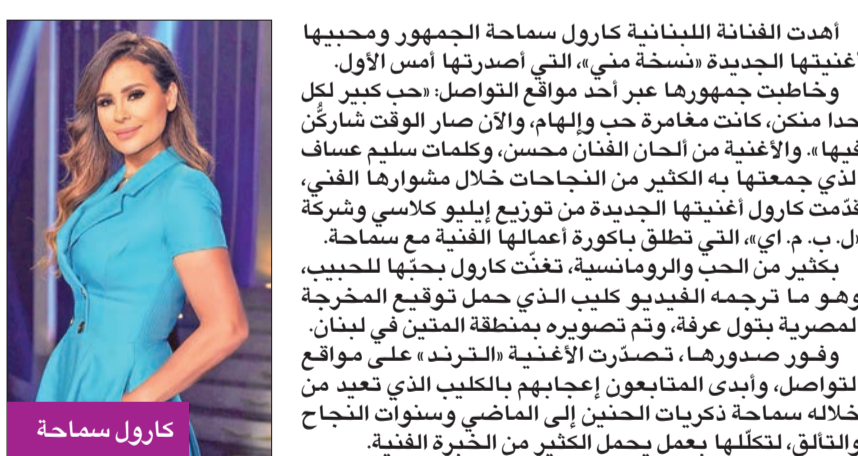 أهدت الفنانة اللبنانية كارول سماحة الجمهور ومحبيها
أغنيتها الجديدة «نسخة مني»، التي أصدرتها أمس الأول.
وخاطبت جمهورها عبر أحد مواقع التواصل: «حب كبير لكل
حدا منكن، كانت مغامرة حب وإلهام، والآن صار الوقت شاركُّن
فيها». والأغنية من ألحان الفنان محسن، وكلمات سليم عساف
الذي جمعتها به الكثير من النجاحات خلال مشوارها الفني،
قدّمت كارول أغنيتها الجديدة من توزيع إيليو كلاسي وشركة
«ل. ب. م. اي»، التي تطلق باكورة أعمالها الفنية مع سماحة.
بكثير من الحب والرومانسية، تغنّت كارول بحبّها للحبيب،
وهو ما ترجمه الفيديو كليب الذي حمل توقيع المخرجة
المصرية بتول عرفة، وتم تصويره بمنطقة المتين في لبنان.
وفور صدورها، تصدّرت الأغنية «الترند» على مواقع
التواصل، وأبدى المتابعون إعجابهم بالكليب الذي تعيد من
خلاله سماحة ذكريات الحنين إلى الماضي وسنوات النجاح
والتألق، لتكلّلها بعمل يحمل الكثير من الخبرة الفنية.
كارول سماحة